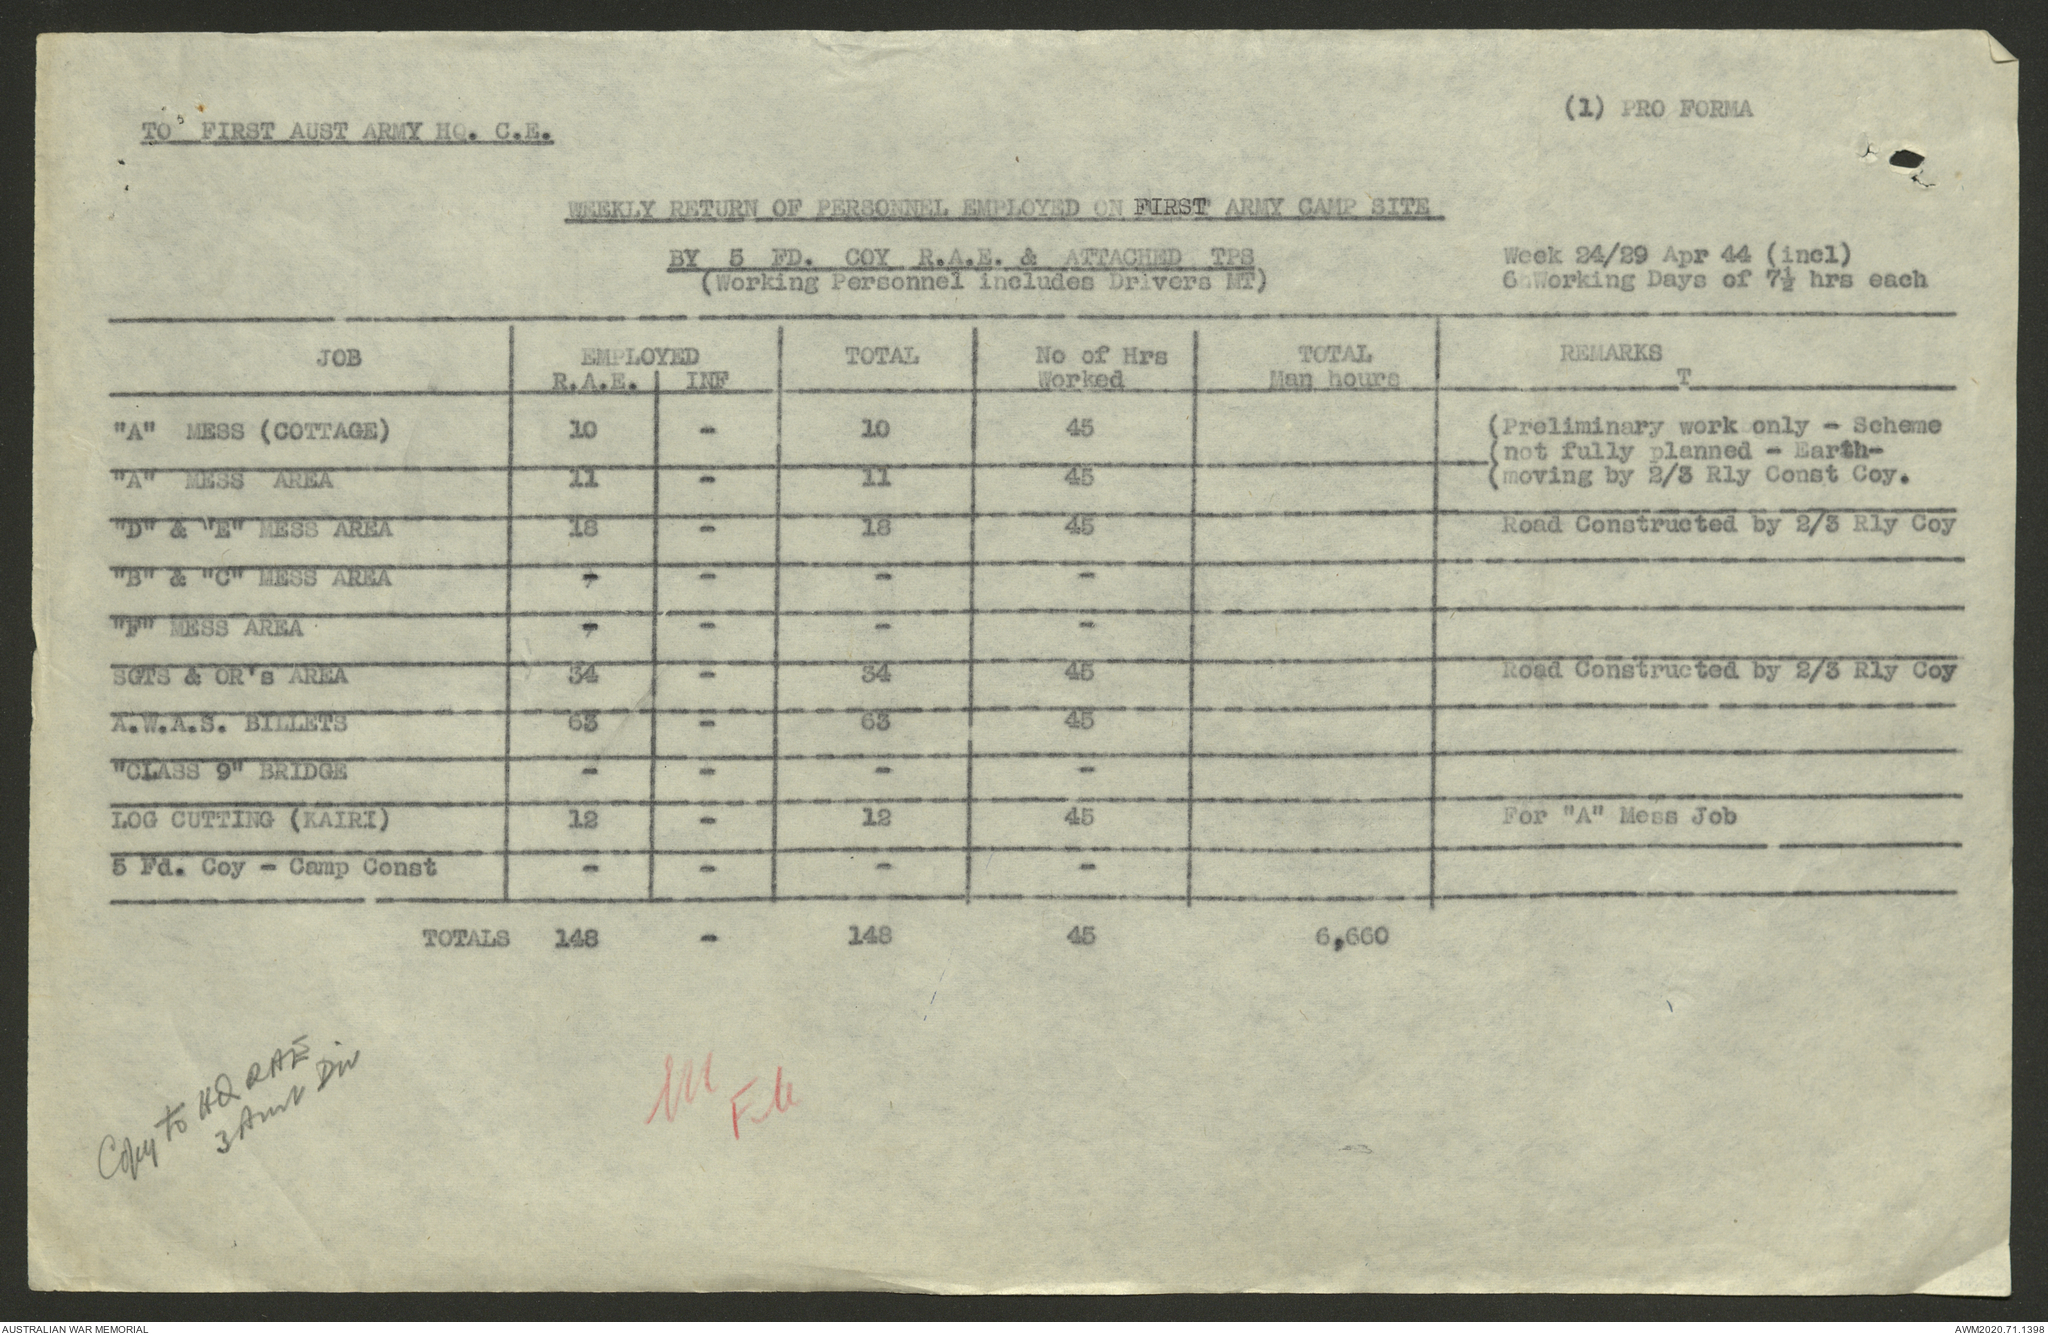 (1) PRO FORMA
TO FIRST AUST ARMY HQ. C.E.
WEEKLY RETURN OF PERSONNEL EMPLOYED ON FIRST ARMY CAMP SITE
BY 5 FD. COY R.A.E. & ATTACHED TPS
(Working Personnel includes Drivers MT)
Week 24/29 Apr 44 (incl)
6 Working Days of 7½ hrs each
JOB EMPLOYED TOTAL No of Hrs TOTAL REMARKS
R.A.E. INF Worked Man hours T
"A" MESS (COTTAGE) 10 - 10 45 (Preliminary work only - Scheme
(not fully planned - Earth-
"A" MESS AREA 11 - 11 45 (moving by 2/3 Rly Const Coy.
"D" & "E" MESS AREA 18 - 18 45 Road Constructed by 2/3 Rly Coy
"B" & "C" MESS AREA - - - -
"F" MESS AREA - - - -
SGTS & OR's AREA 34 - 34 45 Road Constructed by 2/3 Rly Coy
A.W.A.S. BILLETS 63 - 63 45
"CLASS 9" BRIDGE - - - -
LOG CUTTING (KAIRI) 12 - 12 45 For "A" Mess Job
5 Fd. Coy - Camp Const - - - -
TOTALS 148 - 148 45 6,660
Copy to HQ RAE
3 Aust Div
File
AUSTRALIAN WAR MEMORIAL
AWM2020.71.1398